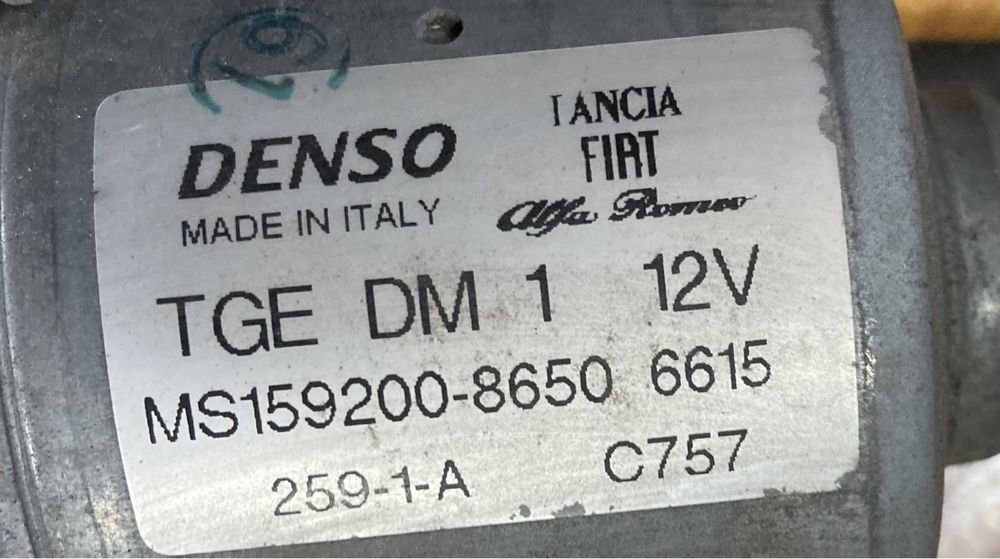 DENSO
MADE IN ITALY
LANCIA
FIAT
Alfa Romeo
TGE DM 1 12V
MS159200-8650 6615
259-1-A C757